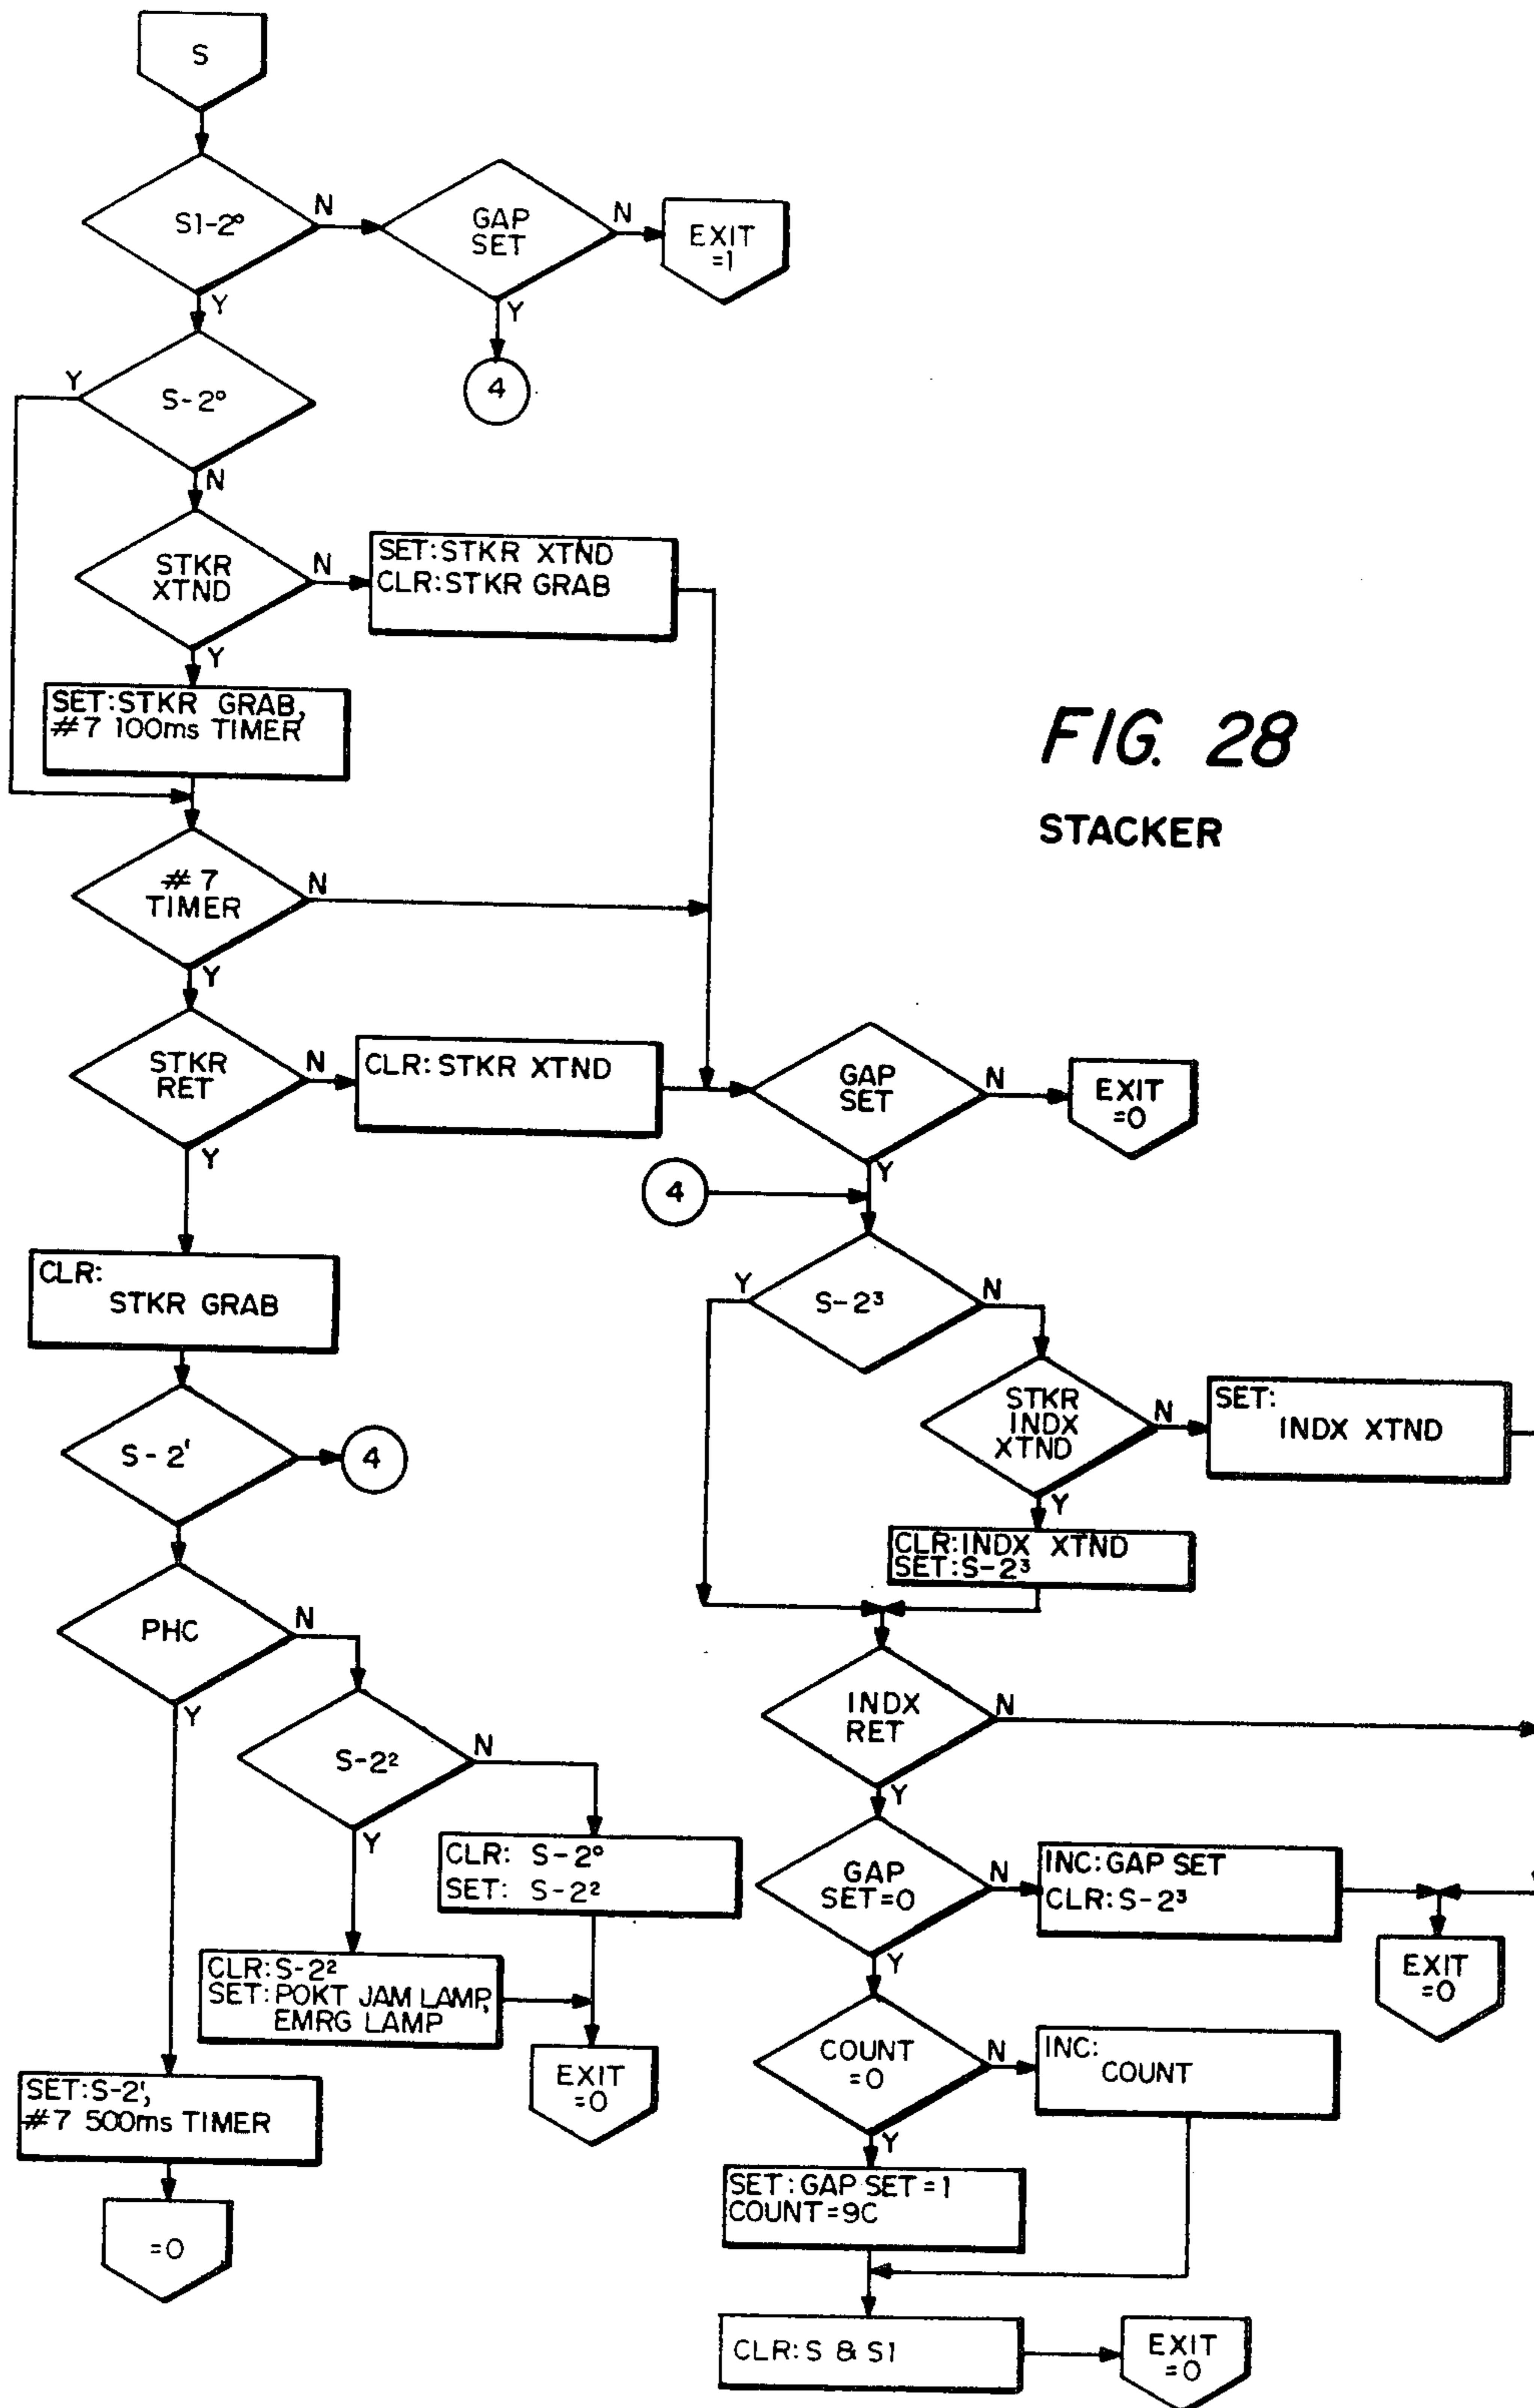 S
S1-2°
N
GAP
SET
N
EXIT
=1
Y
Y
4
Y
S-2°
N
STKR
XTND
N
SET:STKR XTND
CLR:STKR GRAB
Y
SET:STKR GRAB,
#7 100ms TIMER
FIG. 28
STACKER
#7
TIMER
N
Y
STKR
RET
N
CLR:STKR XTND
GAP
SET
N
EXIT
=0
Y
Y
4
CLR:
STKR GRAB
Y
S-2³
N
S-2'
4
STKR
INDX
XTND
N
SET:
INDX XTND
Y
CLR:INDX XTND
SET:S-2³
PHC
N
Y
INDX
RET
N
Y
S-2²
N
Y
CLR: S-2°
SET: S-2²
GAP
SET=0
N
INC:GAP SET
CLR:S-2³
Y
EXIT
=0
CLR:S-2²
SET:POKT JAM LAMP,
EMRG LAMP
EXIT
=0
COUNT
=0
N
INC:
COUNT
Y
SET:S-2',
#7 500ms TIMER
=0
SET:GAP SET=1
COUNT=9C
CLR:S & S1
EXIT
=0